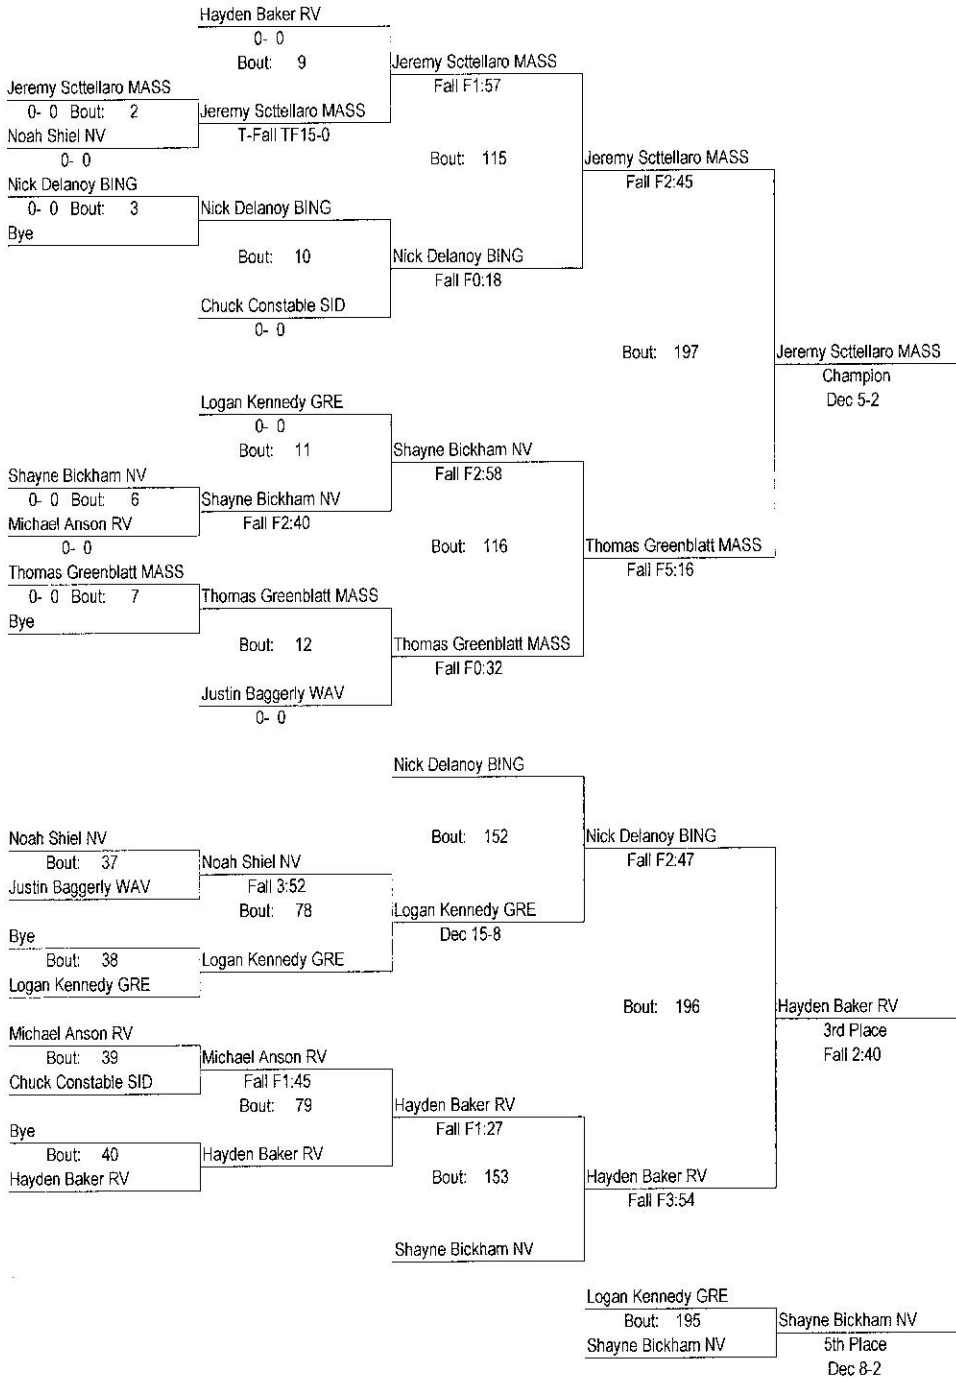 Hayden Baker RV
0- 0
Bout: 9
Jeremy Scttellaro MASS
Fall F1:57
Jeremy Scttellaro MASS
0- 0 Bout: 2
Jeremy Scttellaro MASS
T-Fall TF15-0
Noah Shiel NV
0- 0
Bout: 115
Jeremy Scttellaro MASS
Fall F2:45
Nick Delanoy BING
0- 0 Bout: 3
Nick Delanoy BING
Bye
Bout: 10
Nick Delanoy BING
Fall F0:18
Chuck Constable SID
0- 0
Bout: 197
Jeremy Scttellaro MASS
Champion
Dec 5-2
Logan Kennedy GRE
0- 0
Bout: 11
Shayne Bickham NV
Fall F2:58
Shayne Bickham NV
0- 0 Bout: 6
Shayne Bickham NV
Fall F2:40
Michael Anson RV
0- 0
Bout: 116
Thomas Greenblatt MASS
Fall F5:16
Thomas Greenblatt MASS
0- 0 Bout: 7
Thomas Greenblatt MASS
Bye
Bout: 12
Thomas Greenblatt MASS
Fall F0:32
Justin Baggerly WAV
0- 0
Nick Delanoy BING
Bout: 152
Nick Delanoy BING
Fall F2:47
Noah Shiel NV
Bout: 37
Noah Shiel NV
Fall 3:52
Justin Baggerly WAV
Bout: 78
Logan Kennedy GRE
Dec 15-8
Bye
Bout: 38
Logan Kennedy GRE
Logan Kennedy GRE
Bout: 196
Hayden Baker RV
3rd Place
Fall 2:40
Michael Anson RV
Bout: 39
Michael Anson RV
Fall F1:45
Chuck Constable SID
Bout: 79
Hayden Baker RV
Fall F1:27
Bye
Bout: 40
Hayden Baker RV
Hayden Baker RV
Bout: 153
Hayden Baker RV
Fall F3:54
Shayne Bickham NV
Logan Kennedy GRE
Bout: 195
Shayne Bickham NV
Shayne Bickham NV
5th Place
Dec 8-2